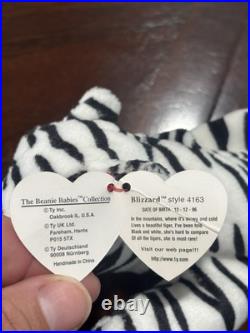 The Beanie Babies™Collection
© Ty Inc.
Oakbrook IL, U.S.A.
© Ty UK Ltd.
Fareham, Hants
PO15 5TX
© Ty Deutschland
90008 Nürnberg
Handmade in China
Blizzard™ style 4163
DATE OF BIRTH : 12 - 12 - 96
In the mountains, where it's snowy and cold
Lives a beautiful tiger, I've been told
Black and white, she's hard to compare
Of all the tigers, she is most rare!
Visit our web page!!!
http://www.ty.com